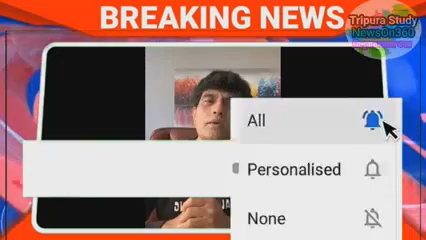 BREAKING NEWS
Tripura Study
NewsOn360
All
Personalised
None